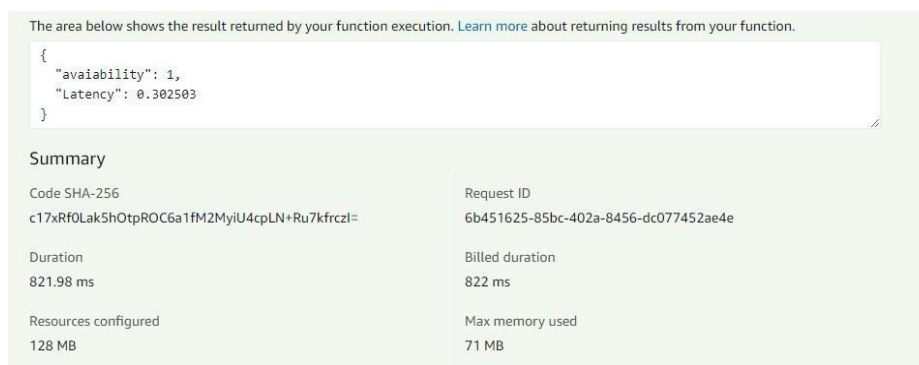 The area below shows the result returned by your function execution. Learn more about returning results from your function.
{
"avaiability": 1,
"Latency": 0.302503
}
Summary
Code SHA-256
c17xRf0Lak5hOtpROC6a1fM2MyiU4cpLN+Ru7kfrczI=
Request ID
6b451625-85bc-402a-8456-dc077452ae4e
Duration
821.98 ms
Billed duration
822 ms
Resources configured
128 MB
Max memory used
71 MB